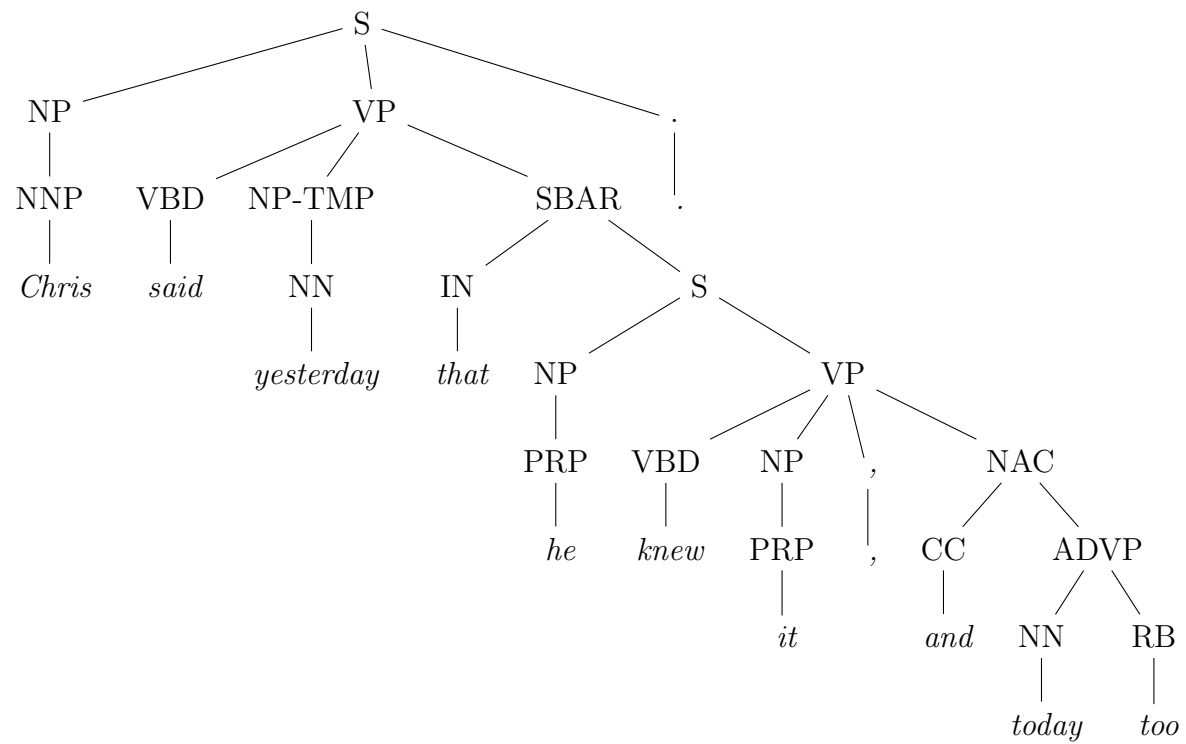 S
NP VP .
NNP VBD NP-TMP SBAR .
Chris said NN IN S
yesterday that NP VP
PRP VBD NP , NAC
he knew PRP , CC ADVP
it and NN RB
today too